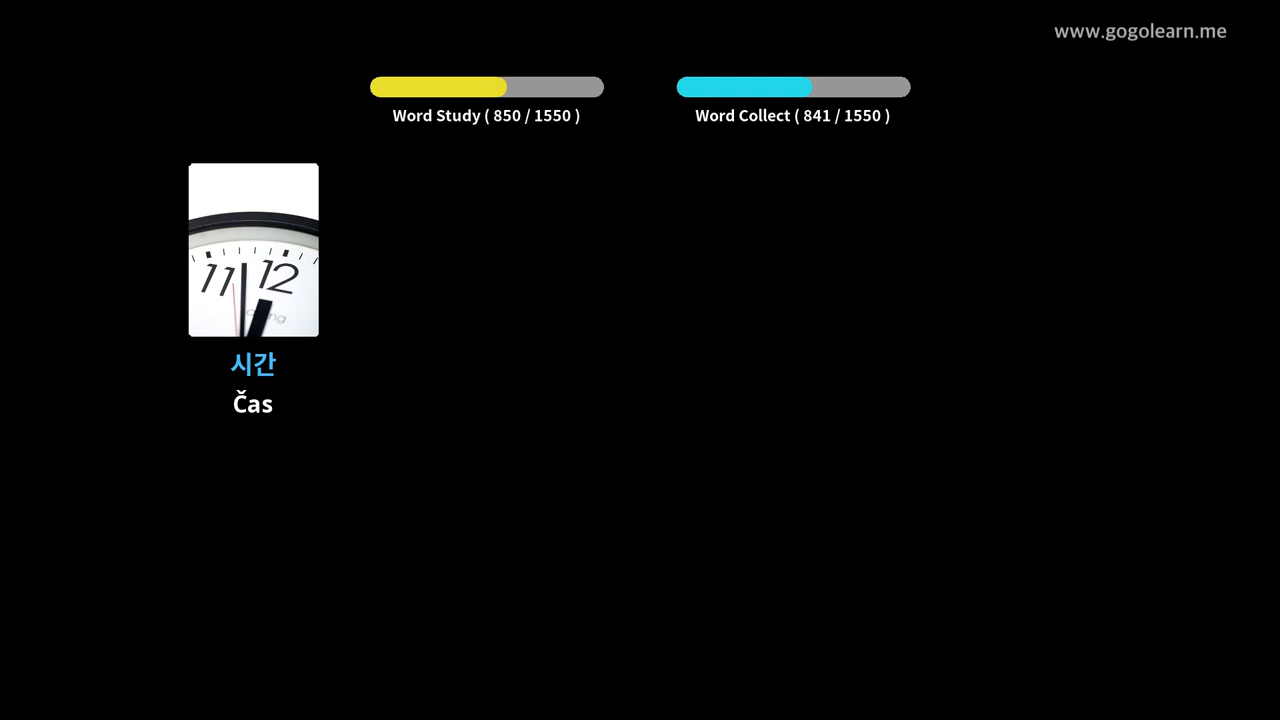 www.gogolearn.me
Word Study ( 850 / 1550 )
Word Collect ( 841 / 1550 )
11 12
시간
Čas